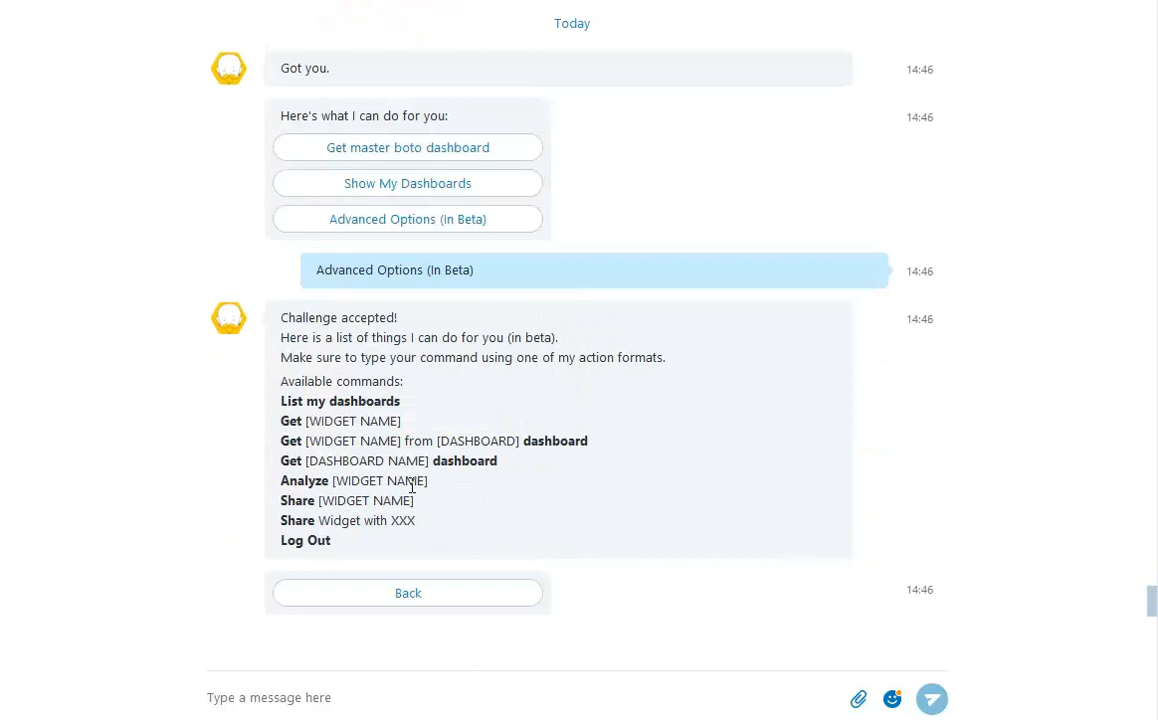 Today
Got you.
14:46
Here's what I can do for you:
14:46
Get master boto dashboard
Show My Dashboards
Advanced Options (In Beta)
Advanced Options (In Beta)
14:46
Challenge accepted!
14:46
Here is a list of things I can do for you (in beta).
Make sure to type your command using one of my action formats.
Available commands:
List my dashboards
Get [WIDGET NAME]
Get [WIDGET NAME] from [DASHBOARD] dashboard
Get [DASHBOARD NAME] dashboard
Analyze [WIDGET NAME]
Share [WIDGET NAME]
Share Widget with XXX
Log Out
Back
14:46
Type a message here